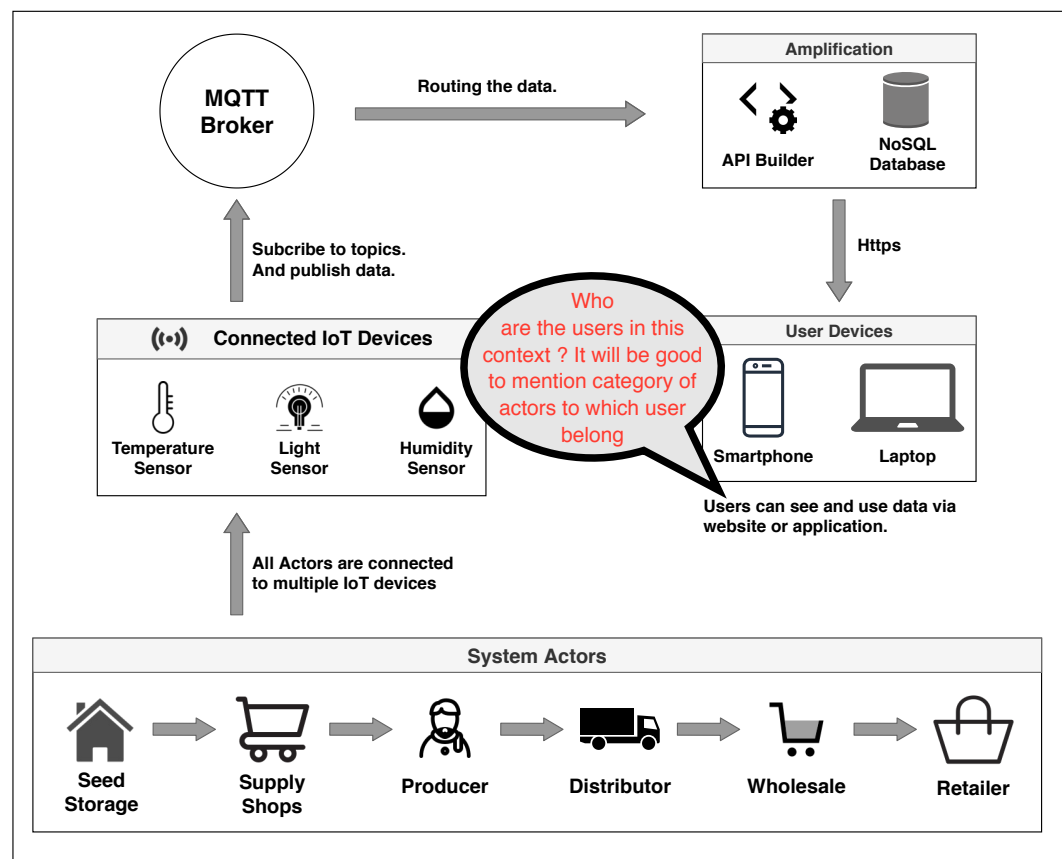 MQTT
Broker
Routing the data.
Amplification
API Builder
NoSQL
Database
Subcribe to topics.
And publish data.
Https
Connected IoT Devices
Temperature
Sensor
Light
Sensor
Humidity
Sensor
Who
are the users in this
context ? It will be good
to mention category of
actors to which user
belong
User Devices
Smartphone
Laptop
Users can see and use data via
website or application.
All Actors are connected
to multiple IoT devices
System Actors
Seed
Storage
Supply
Shops
Producer
Distributor
Wholesale
Retailer